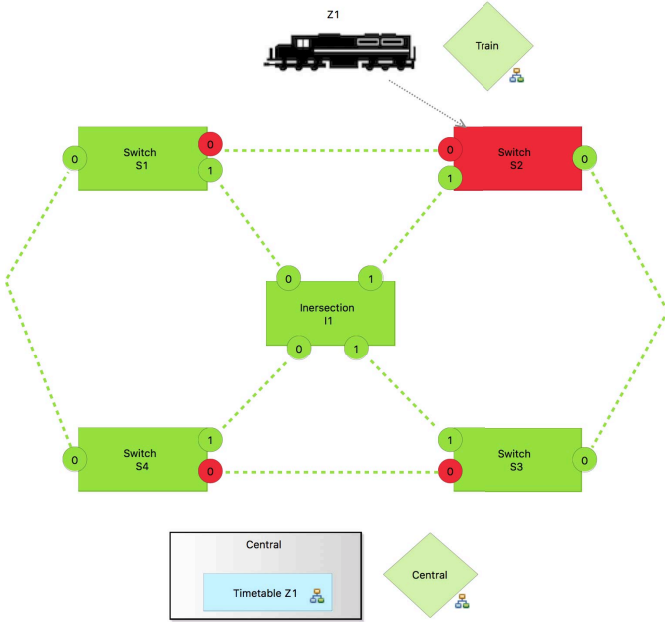 Z1
Train
0
Switch
S1
0
1
0
1
Switch
S2
0
0
1
Inersection
I1
0
1
0
Switch
S4
1
0
1
0
Switch
S3
0
Central
Timetable Z1
Central